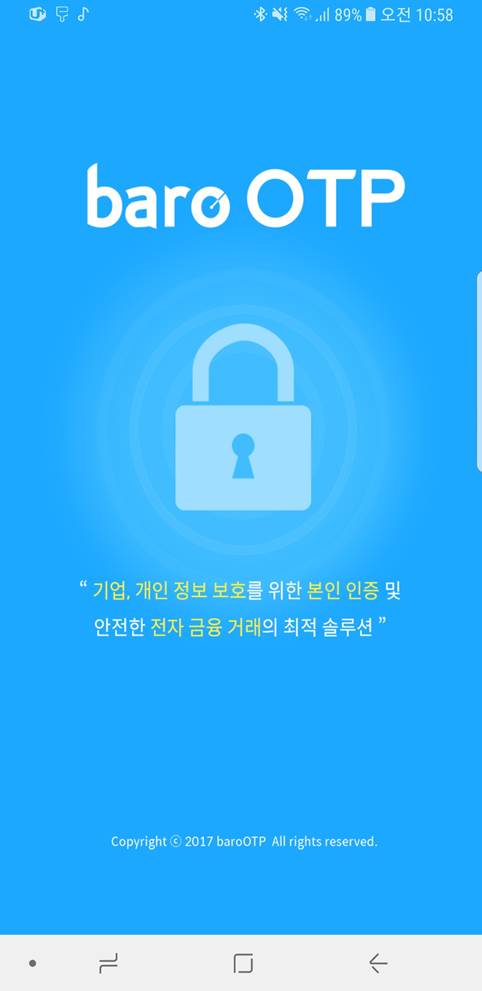 89% 오전 10:58
baro OTP
“ 기업, 개인 정보 보호를 위한 본인 인증 및
안전한 전자 금융 거래의 최적 솔루션 ”
Copyright ⓒ 2017 baroOTP All rights reserved.